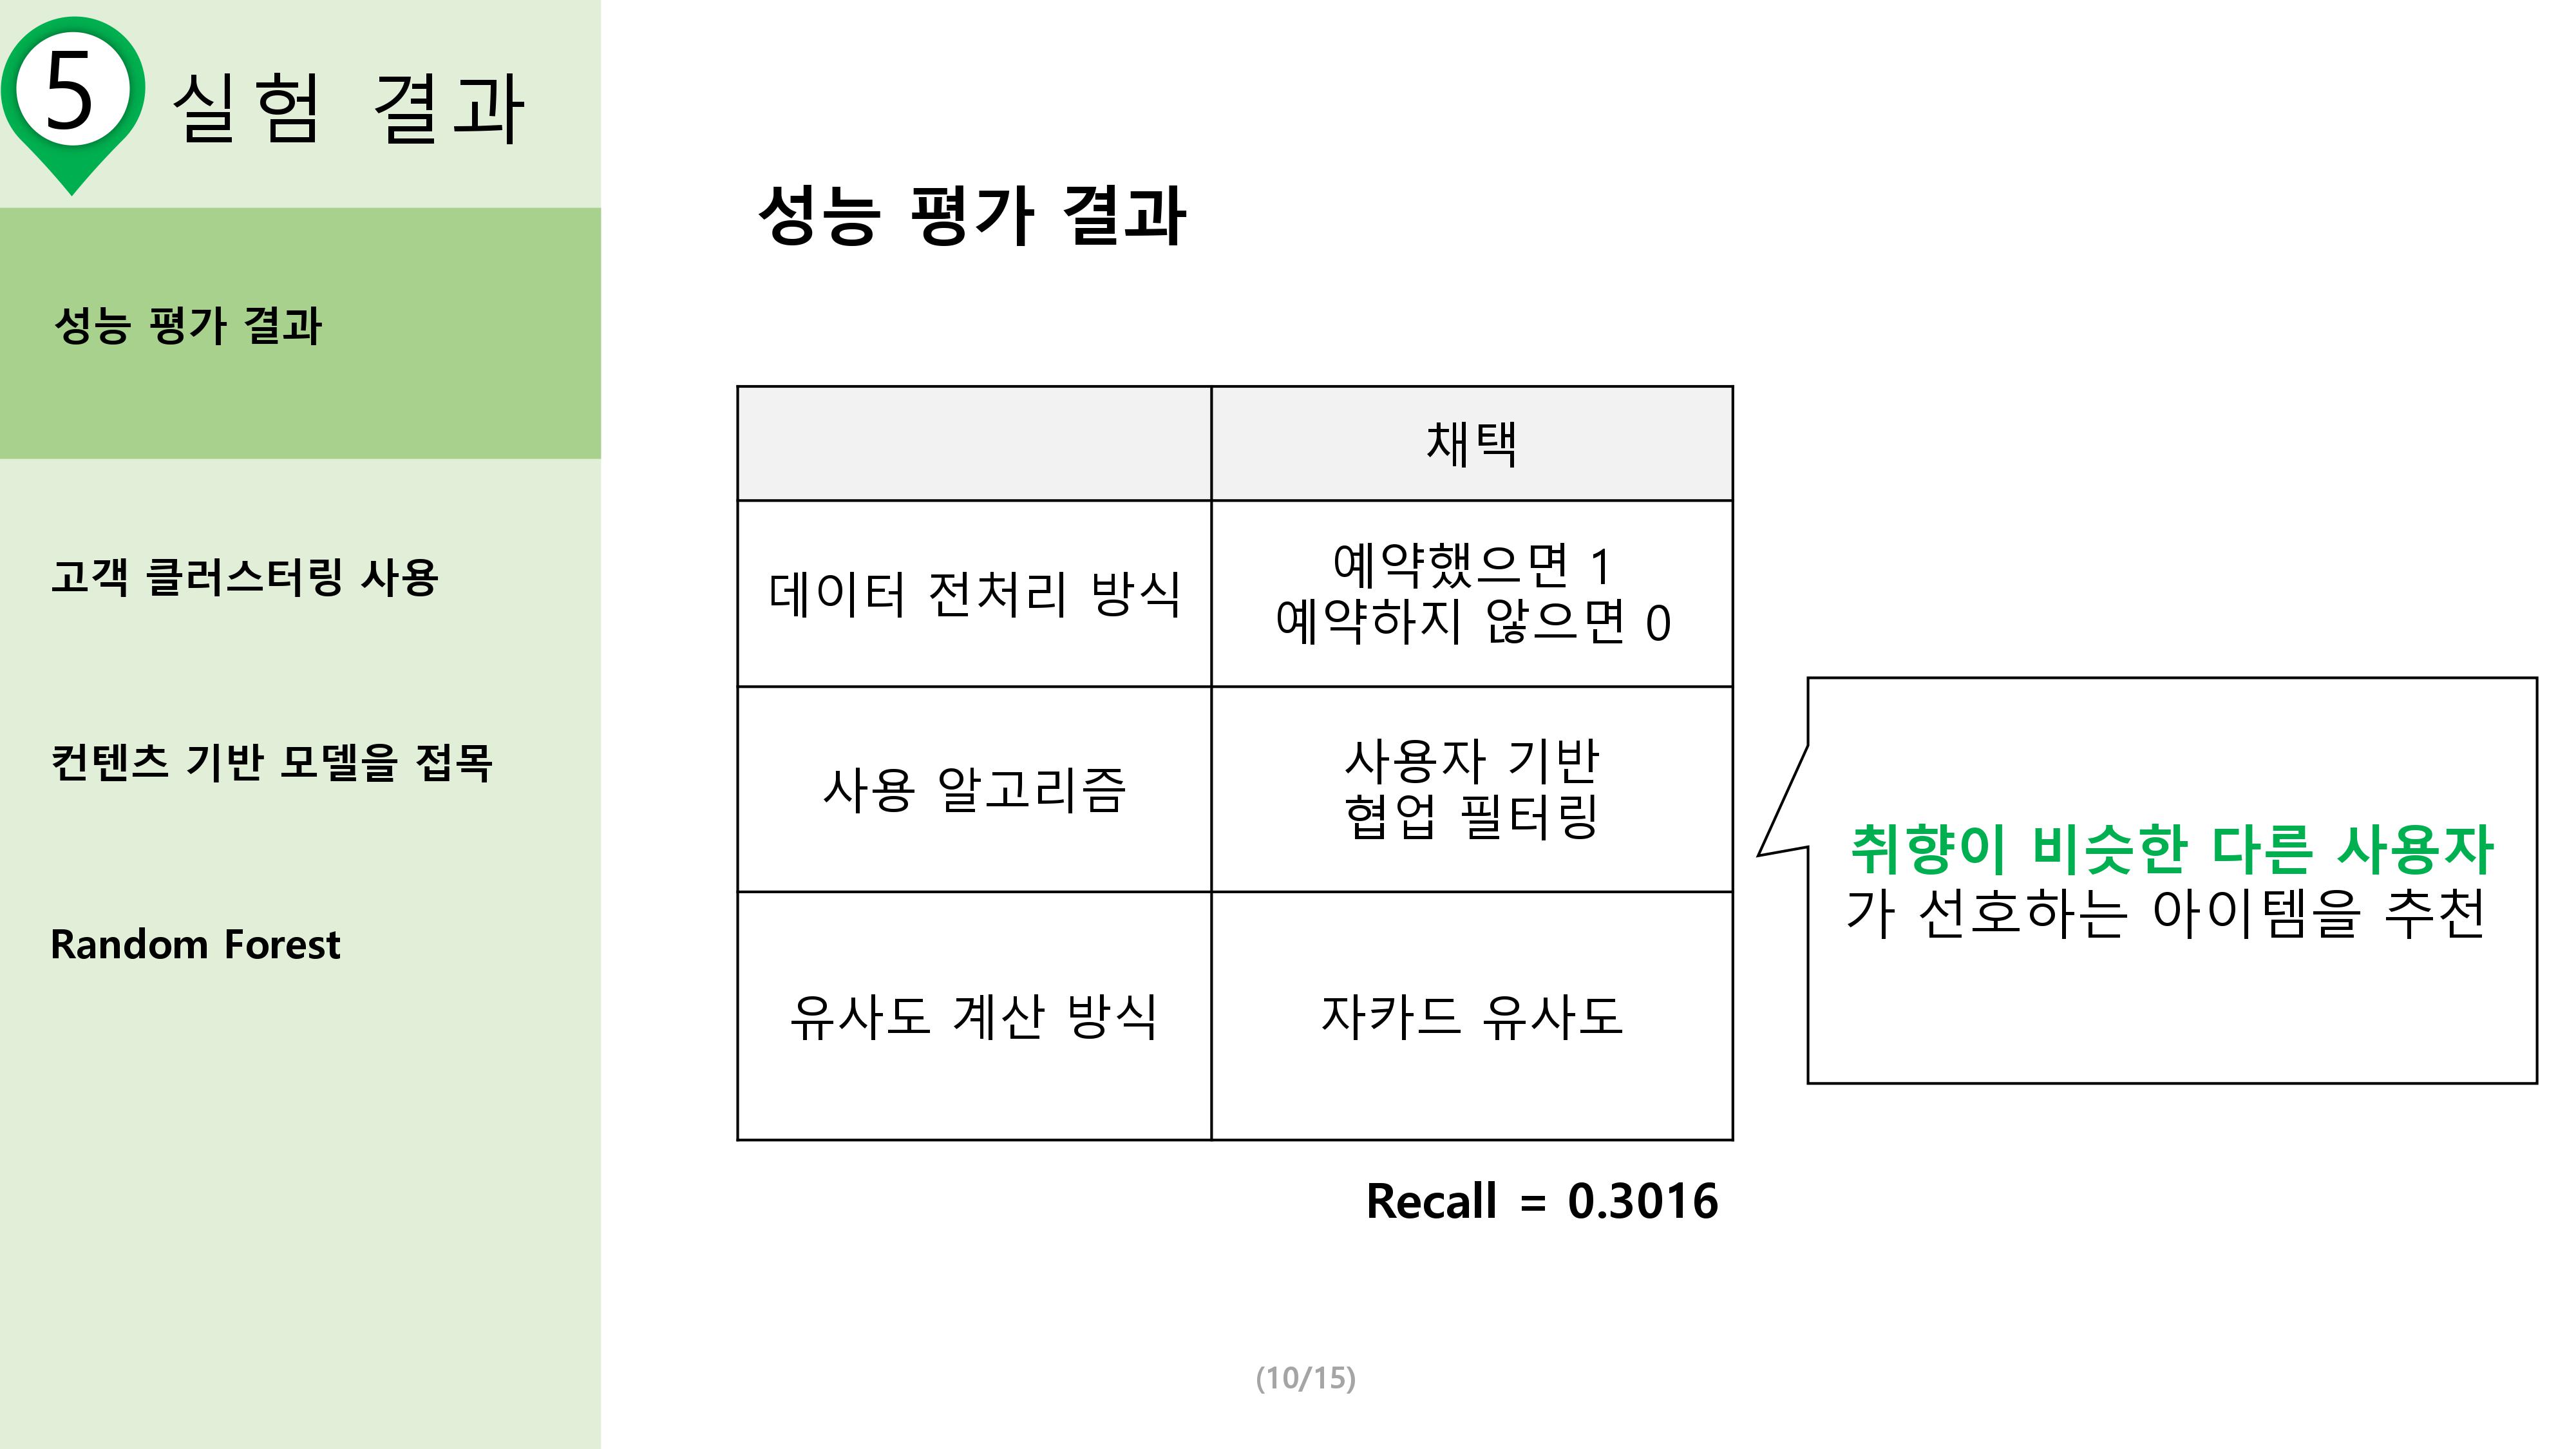 5
실험 결과
성능 평가 결과
고객 클러스터링 사용
컨텐츠 기반 모델을 접목
Random Forest
성능 평가 결과
채택
데이터 전처리 방식
예약했으면 1
예약하지 않으면 0
사용 알고리즘
사용자 기반
협업 필터링
유사도 계산 방식
자카드 유사도
취향이 비슷한 다른 사용자
가 선호하는 아이템을 추천
Recall = 0.3016
(10/15)